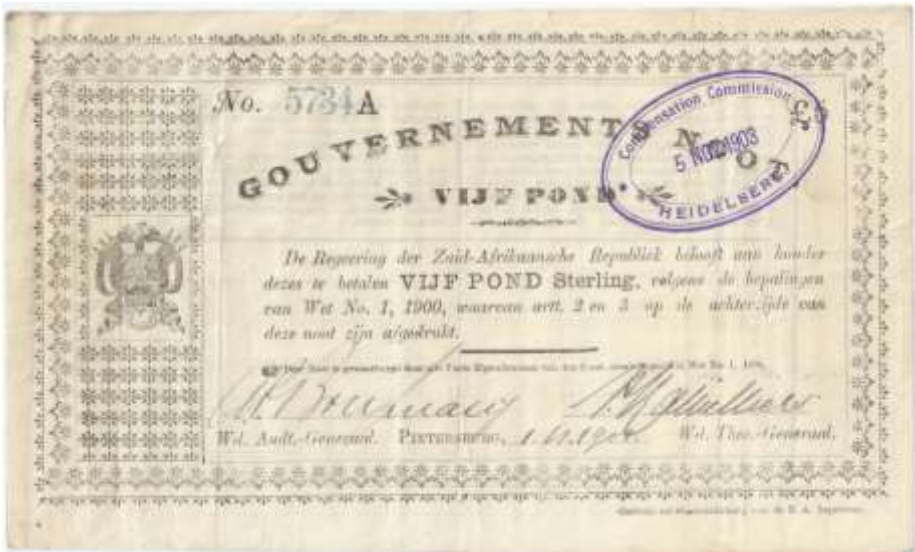 No. 5734 A
GOUVERNEMENTS NOOT
VIJF POND
Compensation Commission
5 NOV 1903
HEIDELBERG
De Regeering der Zuid-Afrikaansche Republiek belooft aan houder
dezes te betalen VIJF POND Sterling, volgens de bepalingen
van Wet No. 1, 1900, waarvan artt. 2 en 3 op de achterzijde van
deze noot zijn afgedrukt.
Wd. Audt.-Generaal. PIETERSBURG, Wd. Thes.-Generaal.